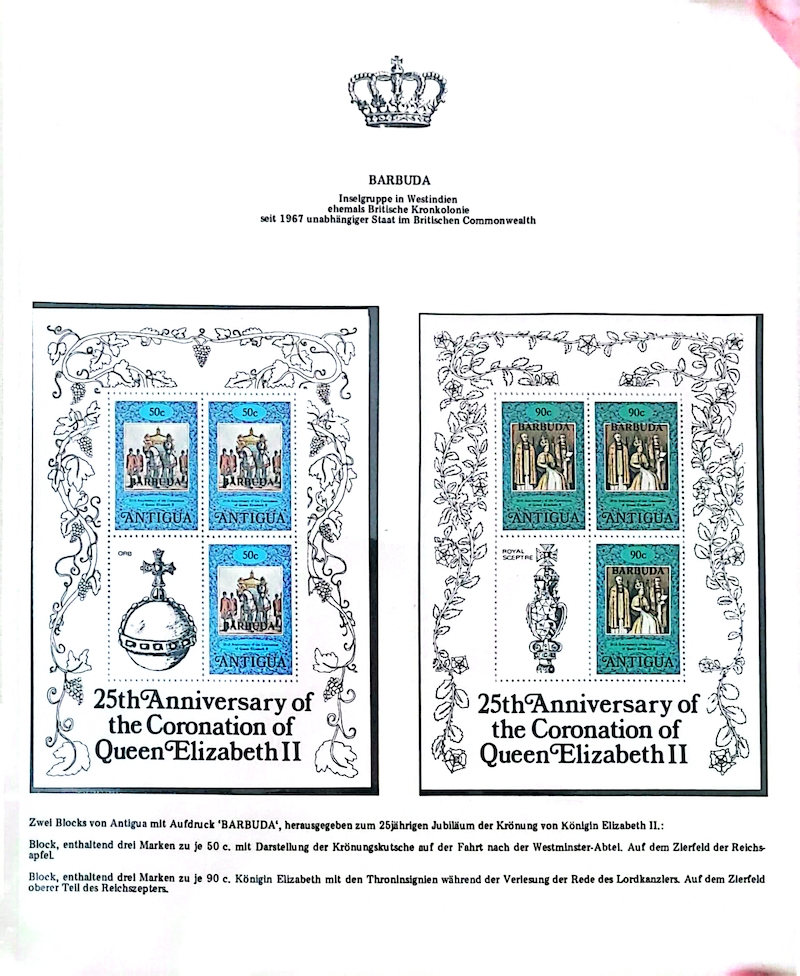 BARBUDA
Inselgruppe in Westindien
ehemals Britische Kronkolonie
seit 1967 unabhängiger Staat im Britischen Commonwealth
50c
50c
BARBUDA
BARBUDA
ANTIGUA
ANTIGUA
ORB
50c
BARBUDA
ANTIGUA
25th Anniversary of
the Coronation of
Queen Elizabeth II
90c
90c
BARBUDA
BARBUDA
ANTIGUA
ANTIGUA
ROYAL
SCEPTRE
90c
BARBUDA
ANTIGUA
25th Anniversary of
the Coronation of
Queen Elizabeth II
Zwei Blocks von Antigua mit Aufdruck 'BARBUDA', herausgegeben zum 25jährigen Jubiläum der Krönung von Königin Elizabeth II.:
Block, enthaltend drei Marken zu je 50 c. mit Darstellung der Krönungskutsche auf der Fahrt nach der Westminster-Abtei. Auf dem Zierfeld der Reichs-
apfel.
Block, enthaltend drei Marken zu je 90 c. Königin Elizabeth mit den Throninsignien während der Verlesung der Rede des Lordkanzlers. Auf dem Zierfeld
oberer Teil des Reichszepters.